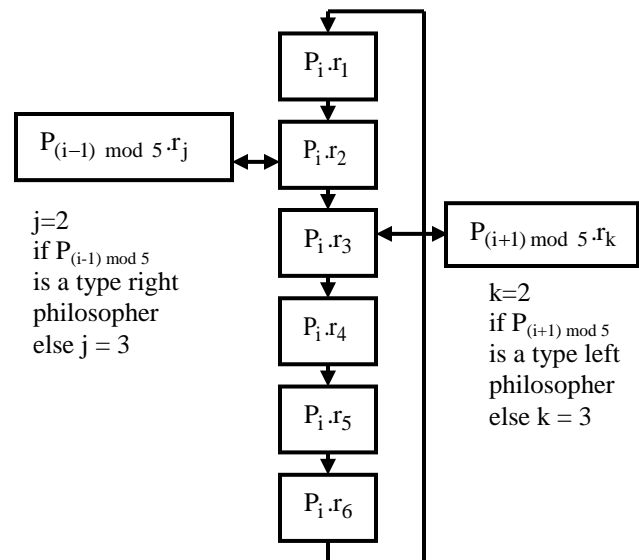 P_i.r_1
P_(i−1) mod 5.r_j
P_i.r_2
j=2
if P_(i-1) mod 5
is a type right
philosopher
else j = 3
P_i.r_3
P_(i+1) mod 5.r_k
k=2
if P_(i+1) mod 5
is a type left
philosopher
else k = 3
P_i.r_4
P_i.r_5
P_i.r_6